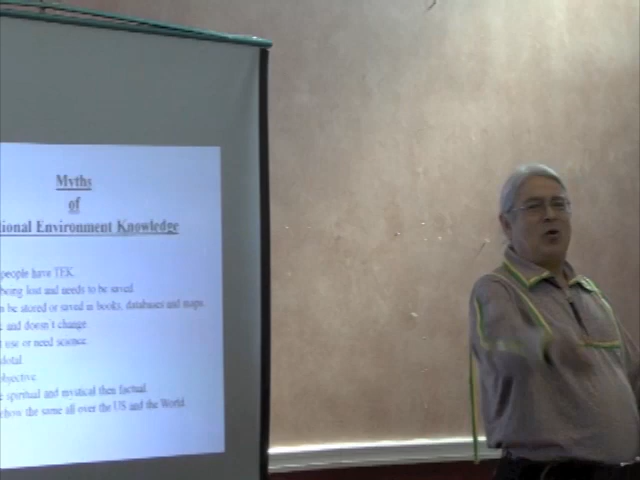 Myths
of
ional Environment Knowledge
people have TEK.
being lost and needs to be saved
n be stored or saved in books, databases and maps.
and doesn't change.
use or need science
dotal
bjective
spiritual and mystical then factual.
ehow the same all over the US and the World.